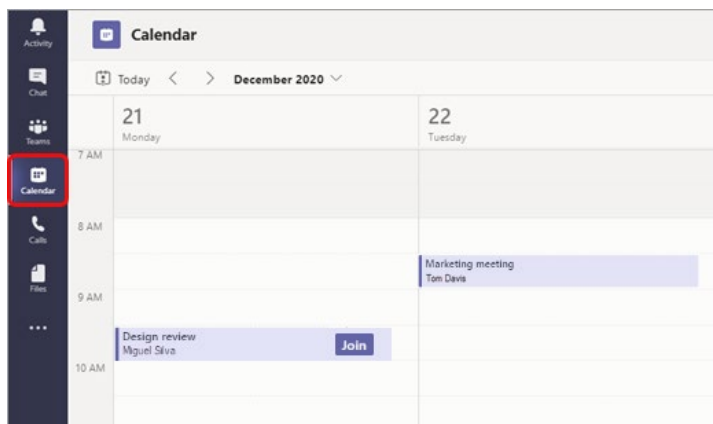 Activity
Chat
Teams
Calendar
Calls
Files
...
Calendar
Today < > December 2020
21
Monday
22
Tuesday
7 AM
8 AM
Marketing meeting
Tom Davis
9 AM
Design review
Miguel Silva
Join
10 AM